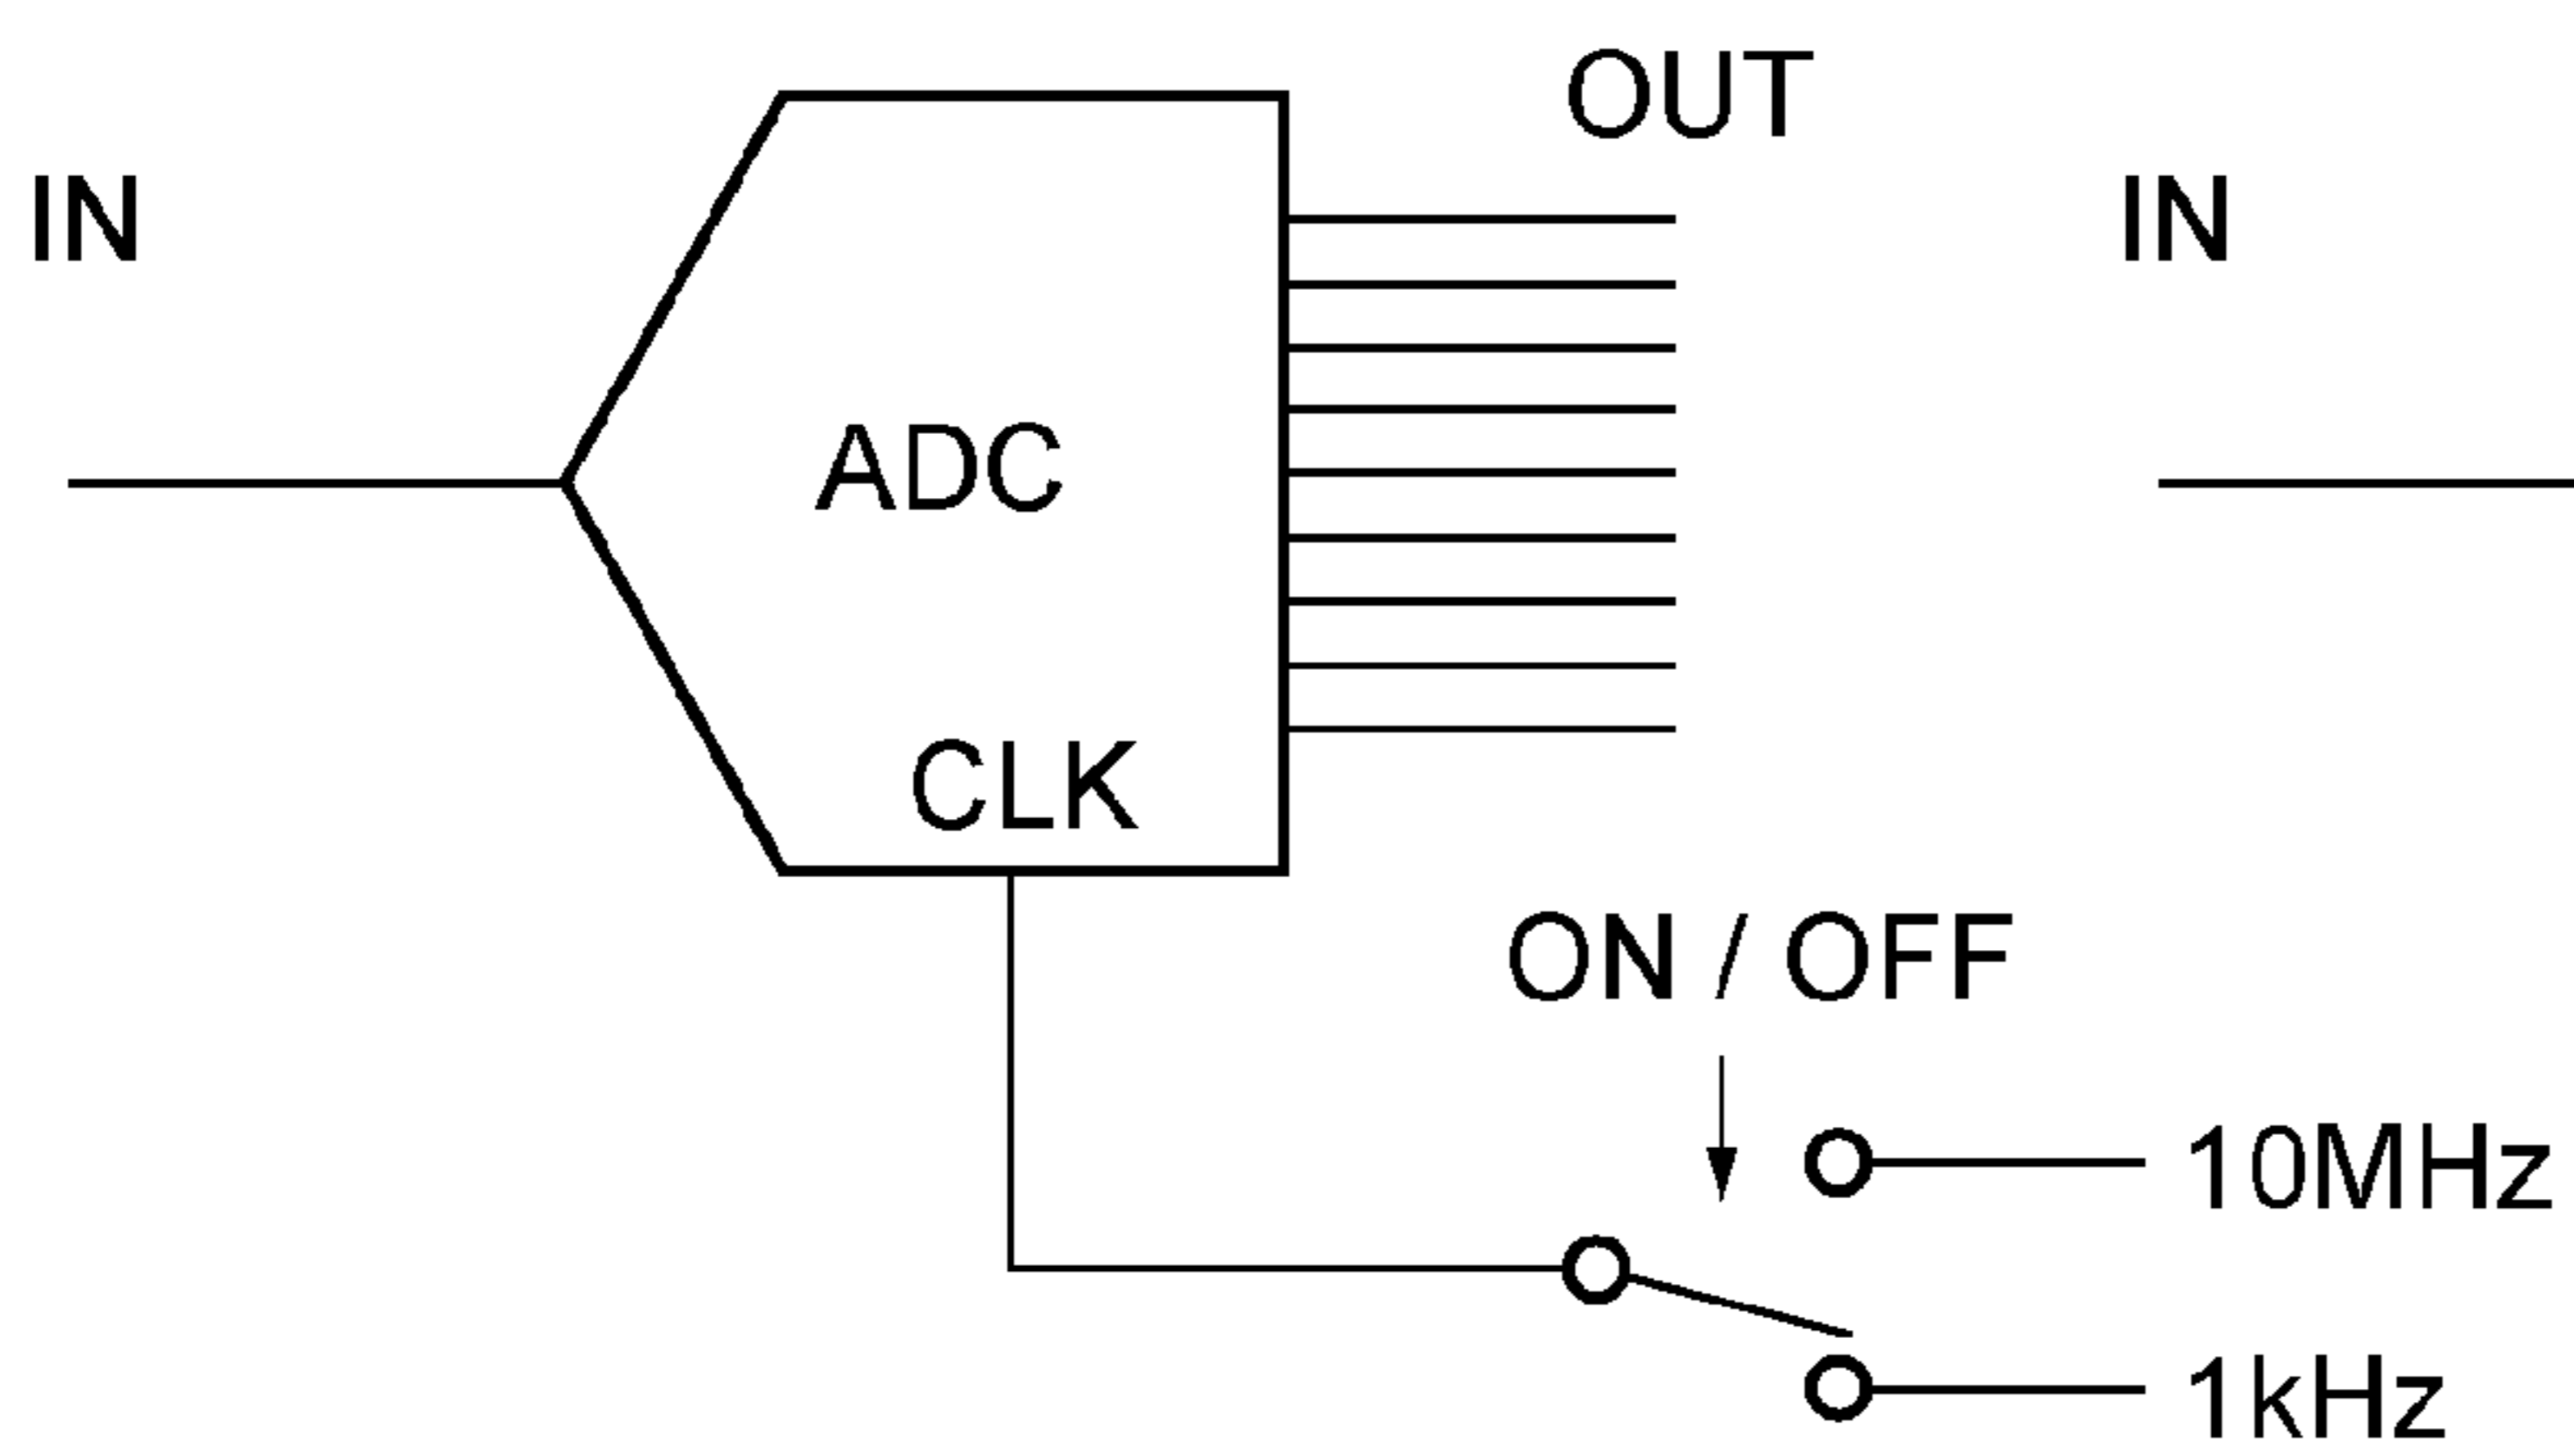 OUT
IN
IN
ADC
CLK
ON / OFF
10MHz
1kHz